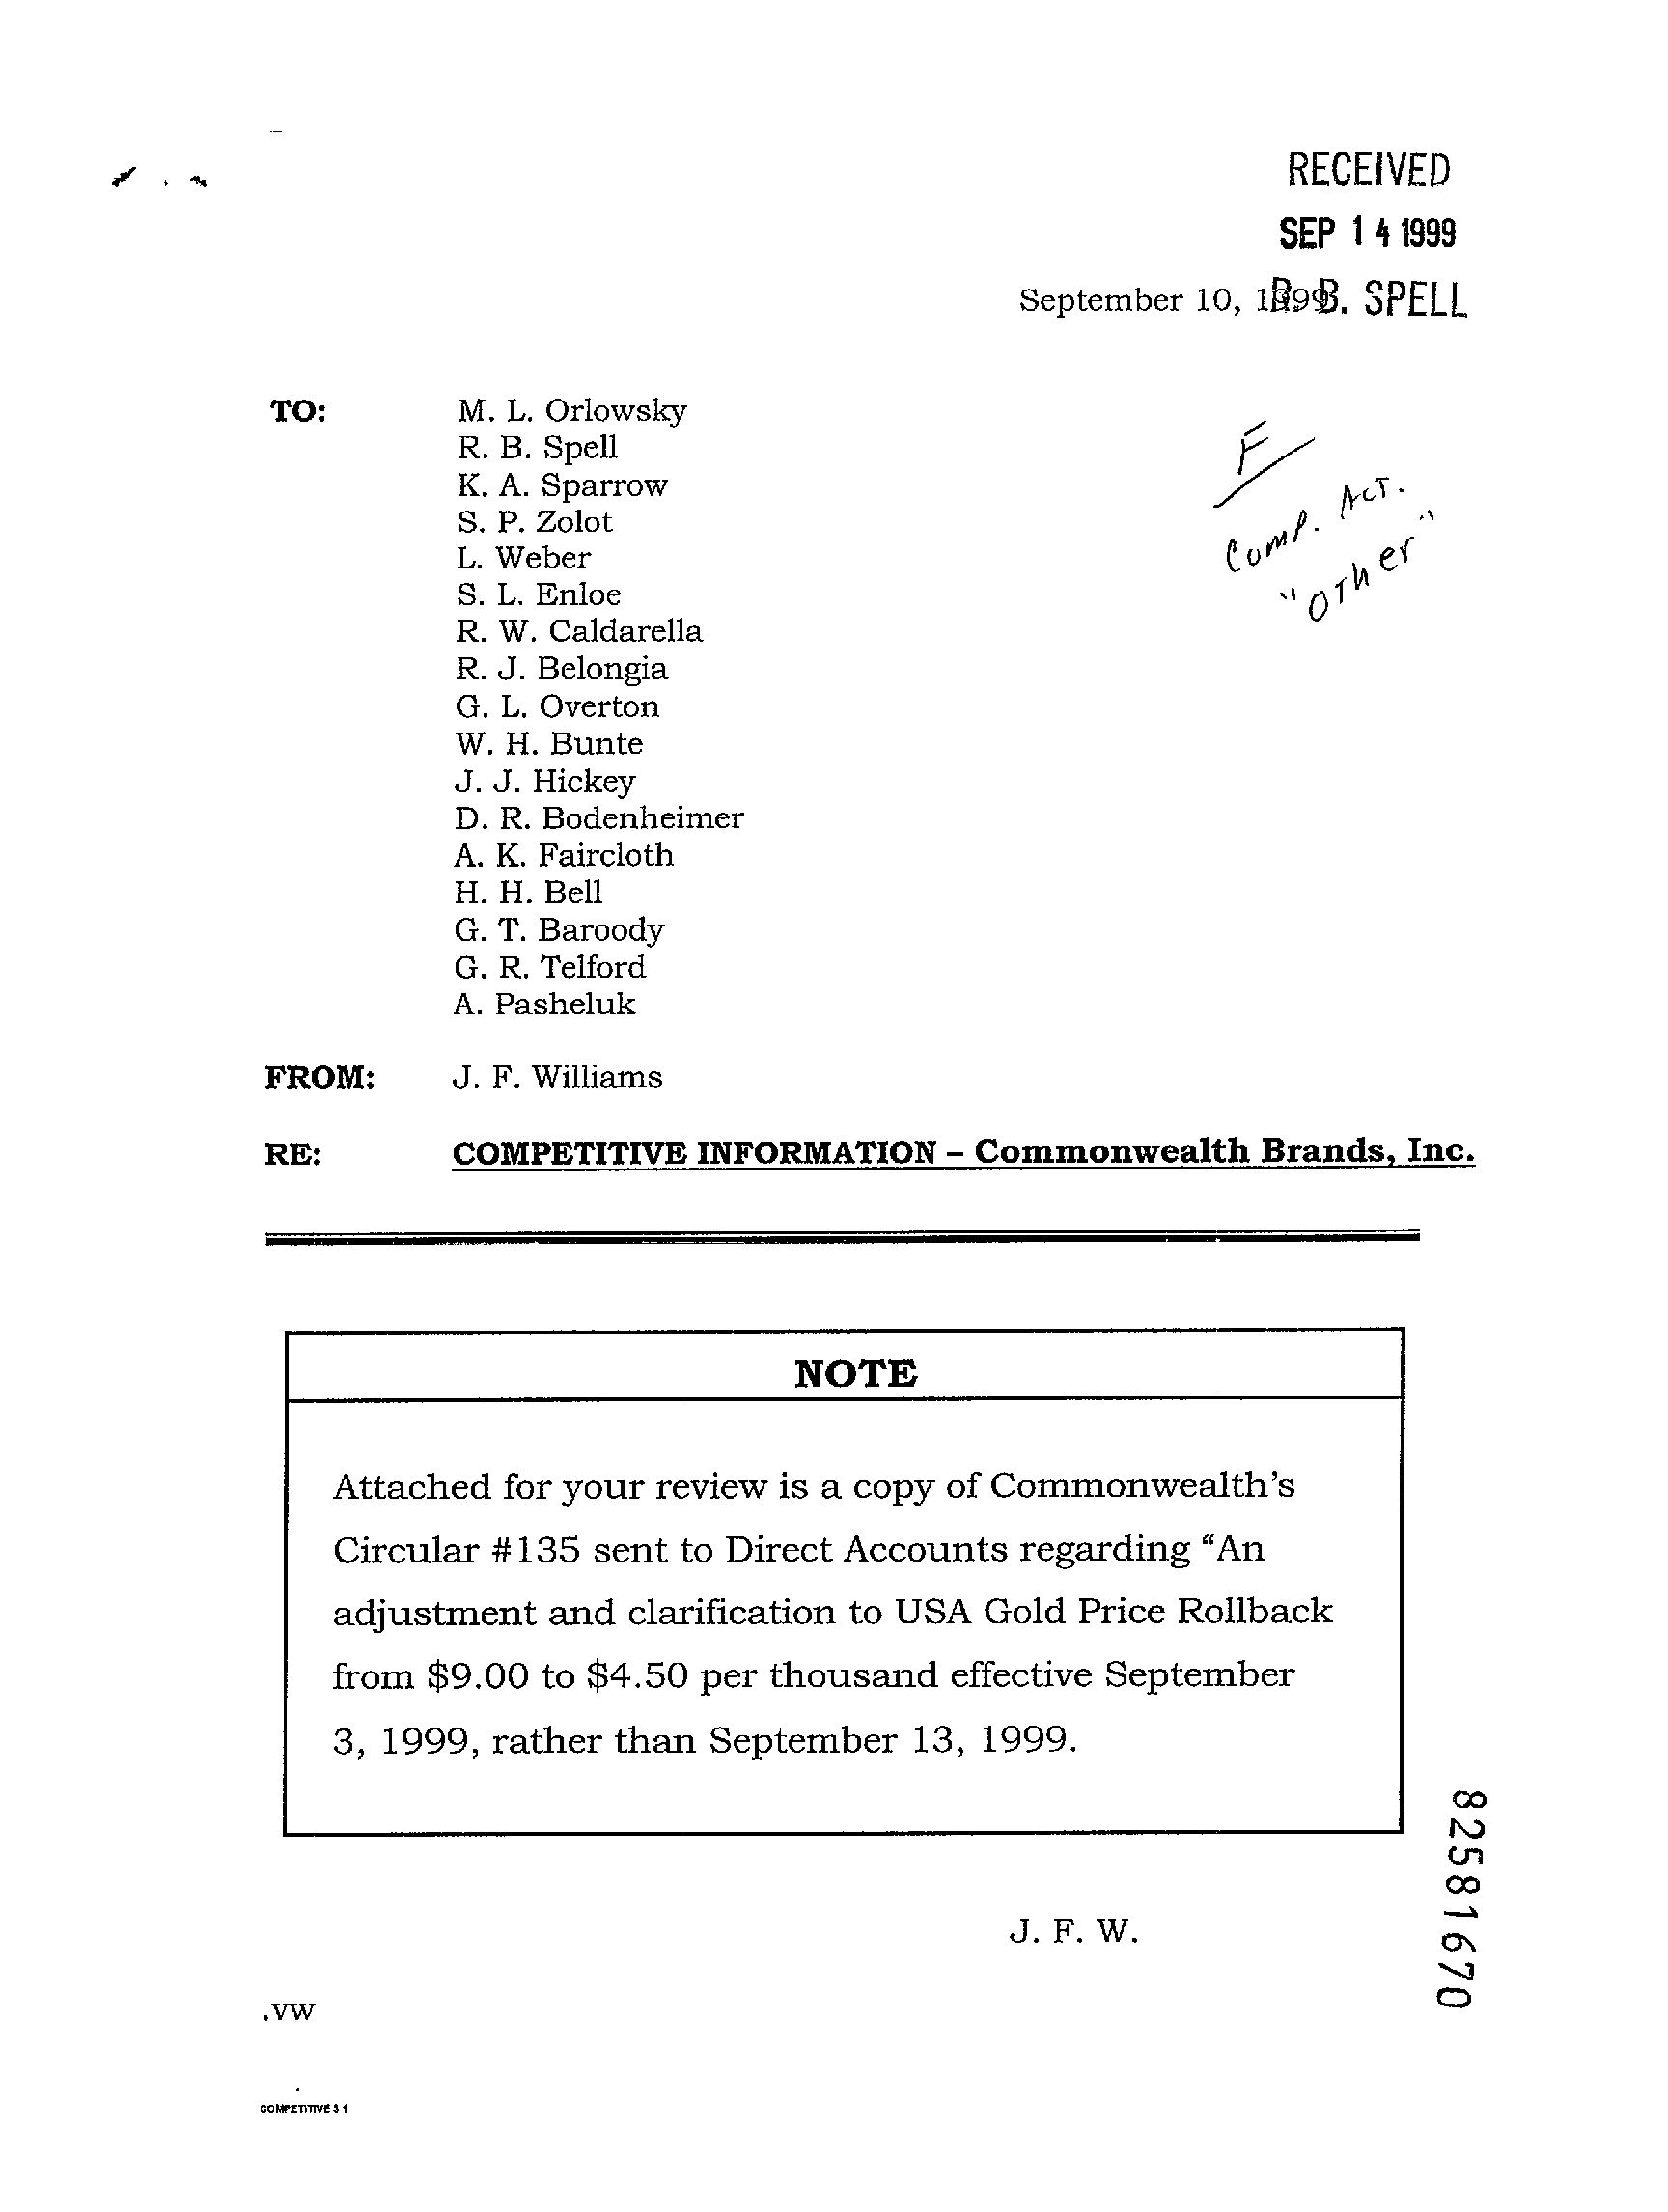 RECEIVED
SEP 14 1999
R. B. SPELL
September 10, 1999
TO: M. L. Orlowsky
R. B. Spell
K. A. Sparrow
S. P. Zolot
L. Weber
S. L. Enloe
R. W. Caldarella
R. J. Belongia
G. L. Overton
W. H. Bunte
J. J. Hickey
D. R. Bodenheimer
A. K. Faircloth
H. H. Bell
G. T. Baroody
G. R. Telford
A. Pasheluk
F
Comp. Act.
"Other"
FROM: J. F. Williams
RE: COMPETITIVE INFORMATION – Commonwealth Brands, Inc.
NOTE
Attached for your review is a copy of Commonwealth's
Circular #135 sent to Direct Accounts regarding “An
adjustment and clarification to USA Gold Price Rollback
from $9.00 to $4.50 per thousand effective September
3, 1999, rather than September 13, 1999.
J. F. W.
.vw
COMPETITIVE 3 1
82581670